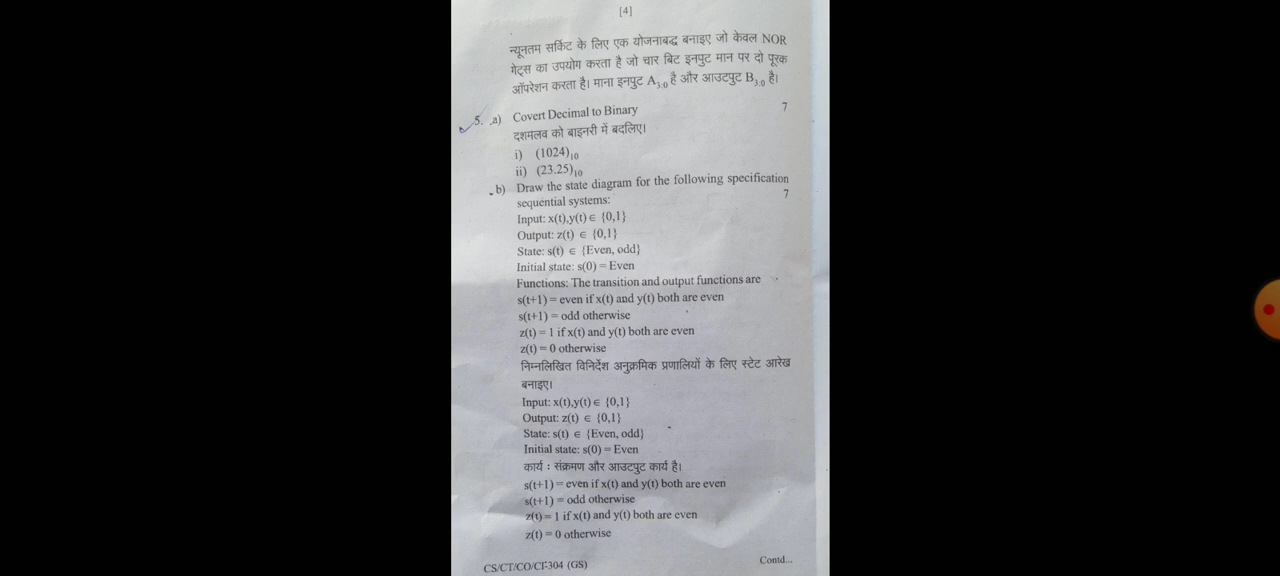 [4]
न्यूनतम सर्किट के लिए एक योजनाबद्ध बनाइए जो केवल NOR
गेट्स का उपयोग करता है जो चार बिट इनपुट मान पर दो पूरक
ऑपरेशन करता है। माना इनपुट A3:0 है और आउटपुट B3:0 है।
5. a) Covert Decimal to Binary 7
दशमलव को बाइनरी में बदलिए।
i) (1024)10
ii) (23.25)10
b) Draw the state diagram for the following specification
sequential systems: 7
Input: x(t),y(t) ∈ {0,1}
Output: z(t) ∈ {0,1}
State: s(t) ∈ {Even, odd}
Initial state: s(0) = Even
Functions: The transition and output functions are
s(t+1) = even if x(t) and y(t) both are even
s(t+1) = odd otherwise
z(t) = 1 if x(t) and y(t) both are even
z(t) = 0 otherwise
निम्नलिखित विनिर्देश अनुक्रमिक प्रणालियों के लिए स्टेट आरेख
बनाइए।
Input: x(t),y(t) ∈ {0,1}
Output: z(t) ∈ {0,1}
State: s(t) ∈ {Even, odd}
Initial state: s(0) = Even
कार्य : संक्रमण और आउटपुट कार्य है।
s(t+1) = even if x(t) and y(t) both are even
s(t+1) = odd otherwise
z(t) = 1 if x(t) and y(t) both are even
z(t) = 0 otherwise
CS/CT/CO/CI-304 (GS) Contd...